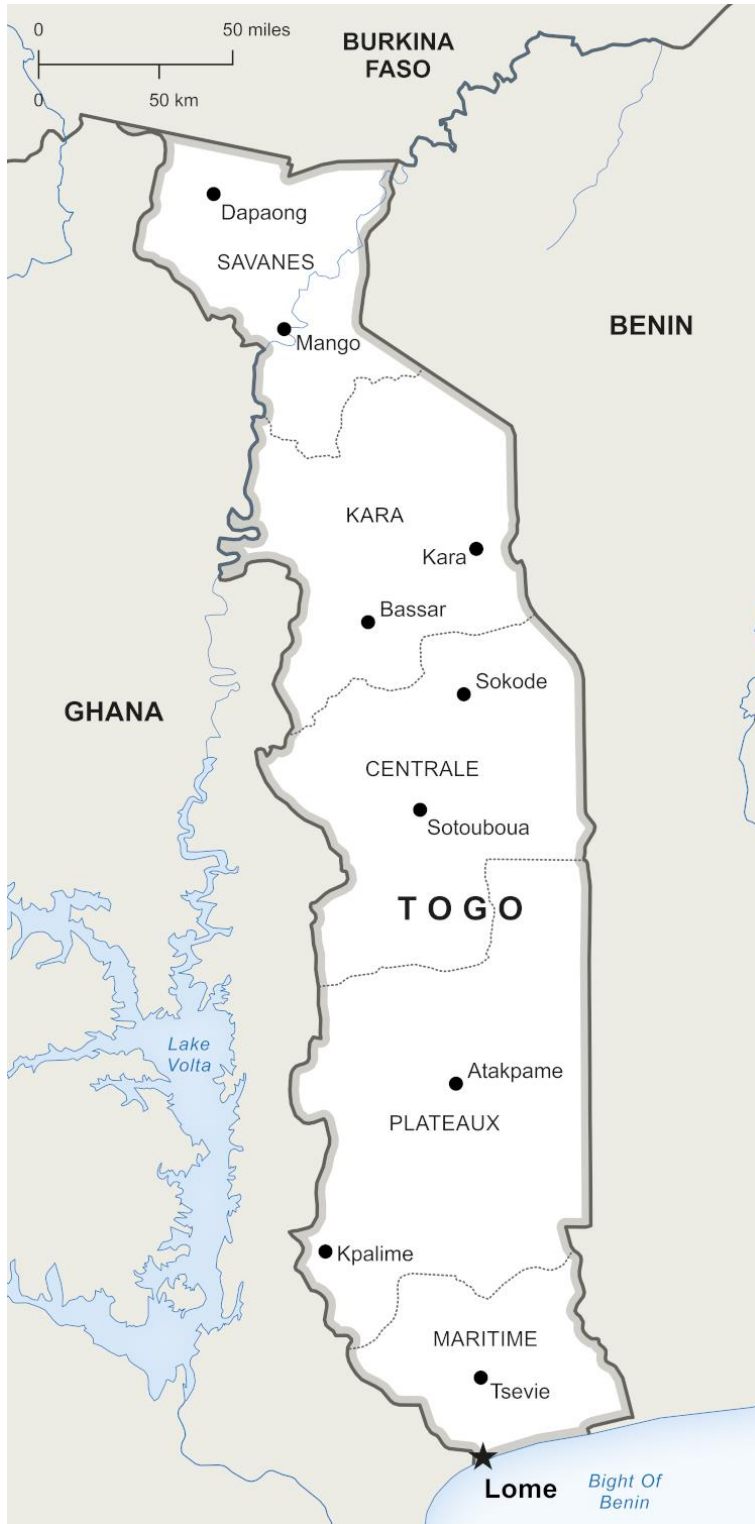 0 50 miles
0 50 km
BURKINA
FASO
Dapaong
SAVANES
Mango
BENIN
KARA
Kara
Bassar
Sokode
GHANA
CENTRALE
Sotouboua
TOGO
Lake
Volta
Atakpame
PLATEAUX
Kpalime
MARITIME
Tsevie
Lome
Bight Of
Benin